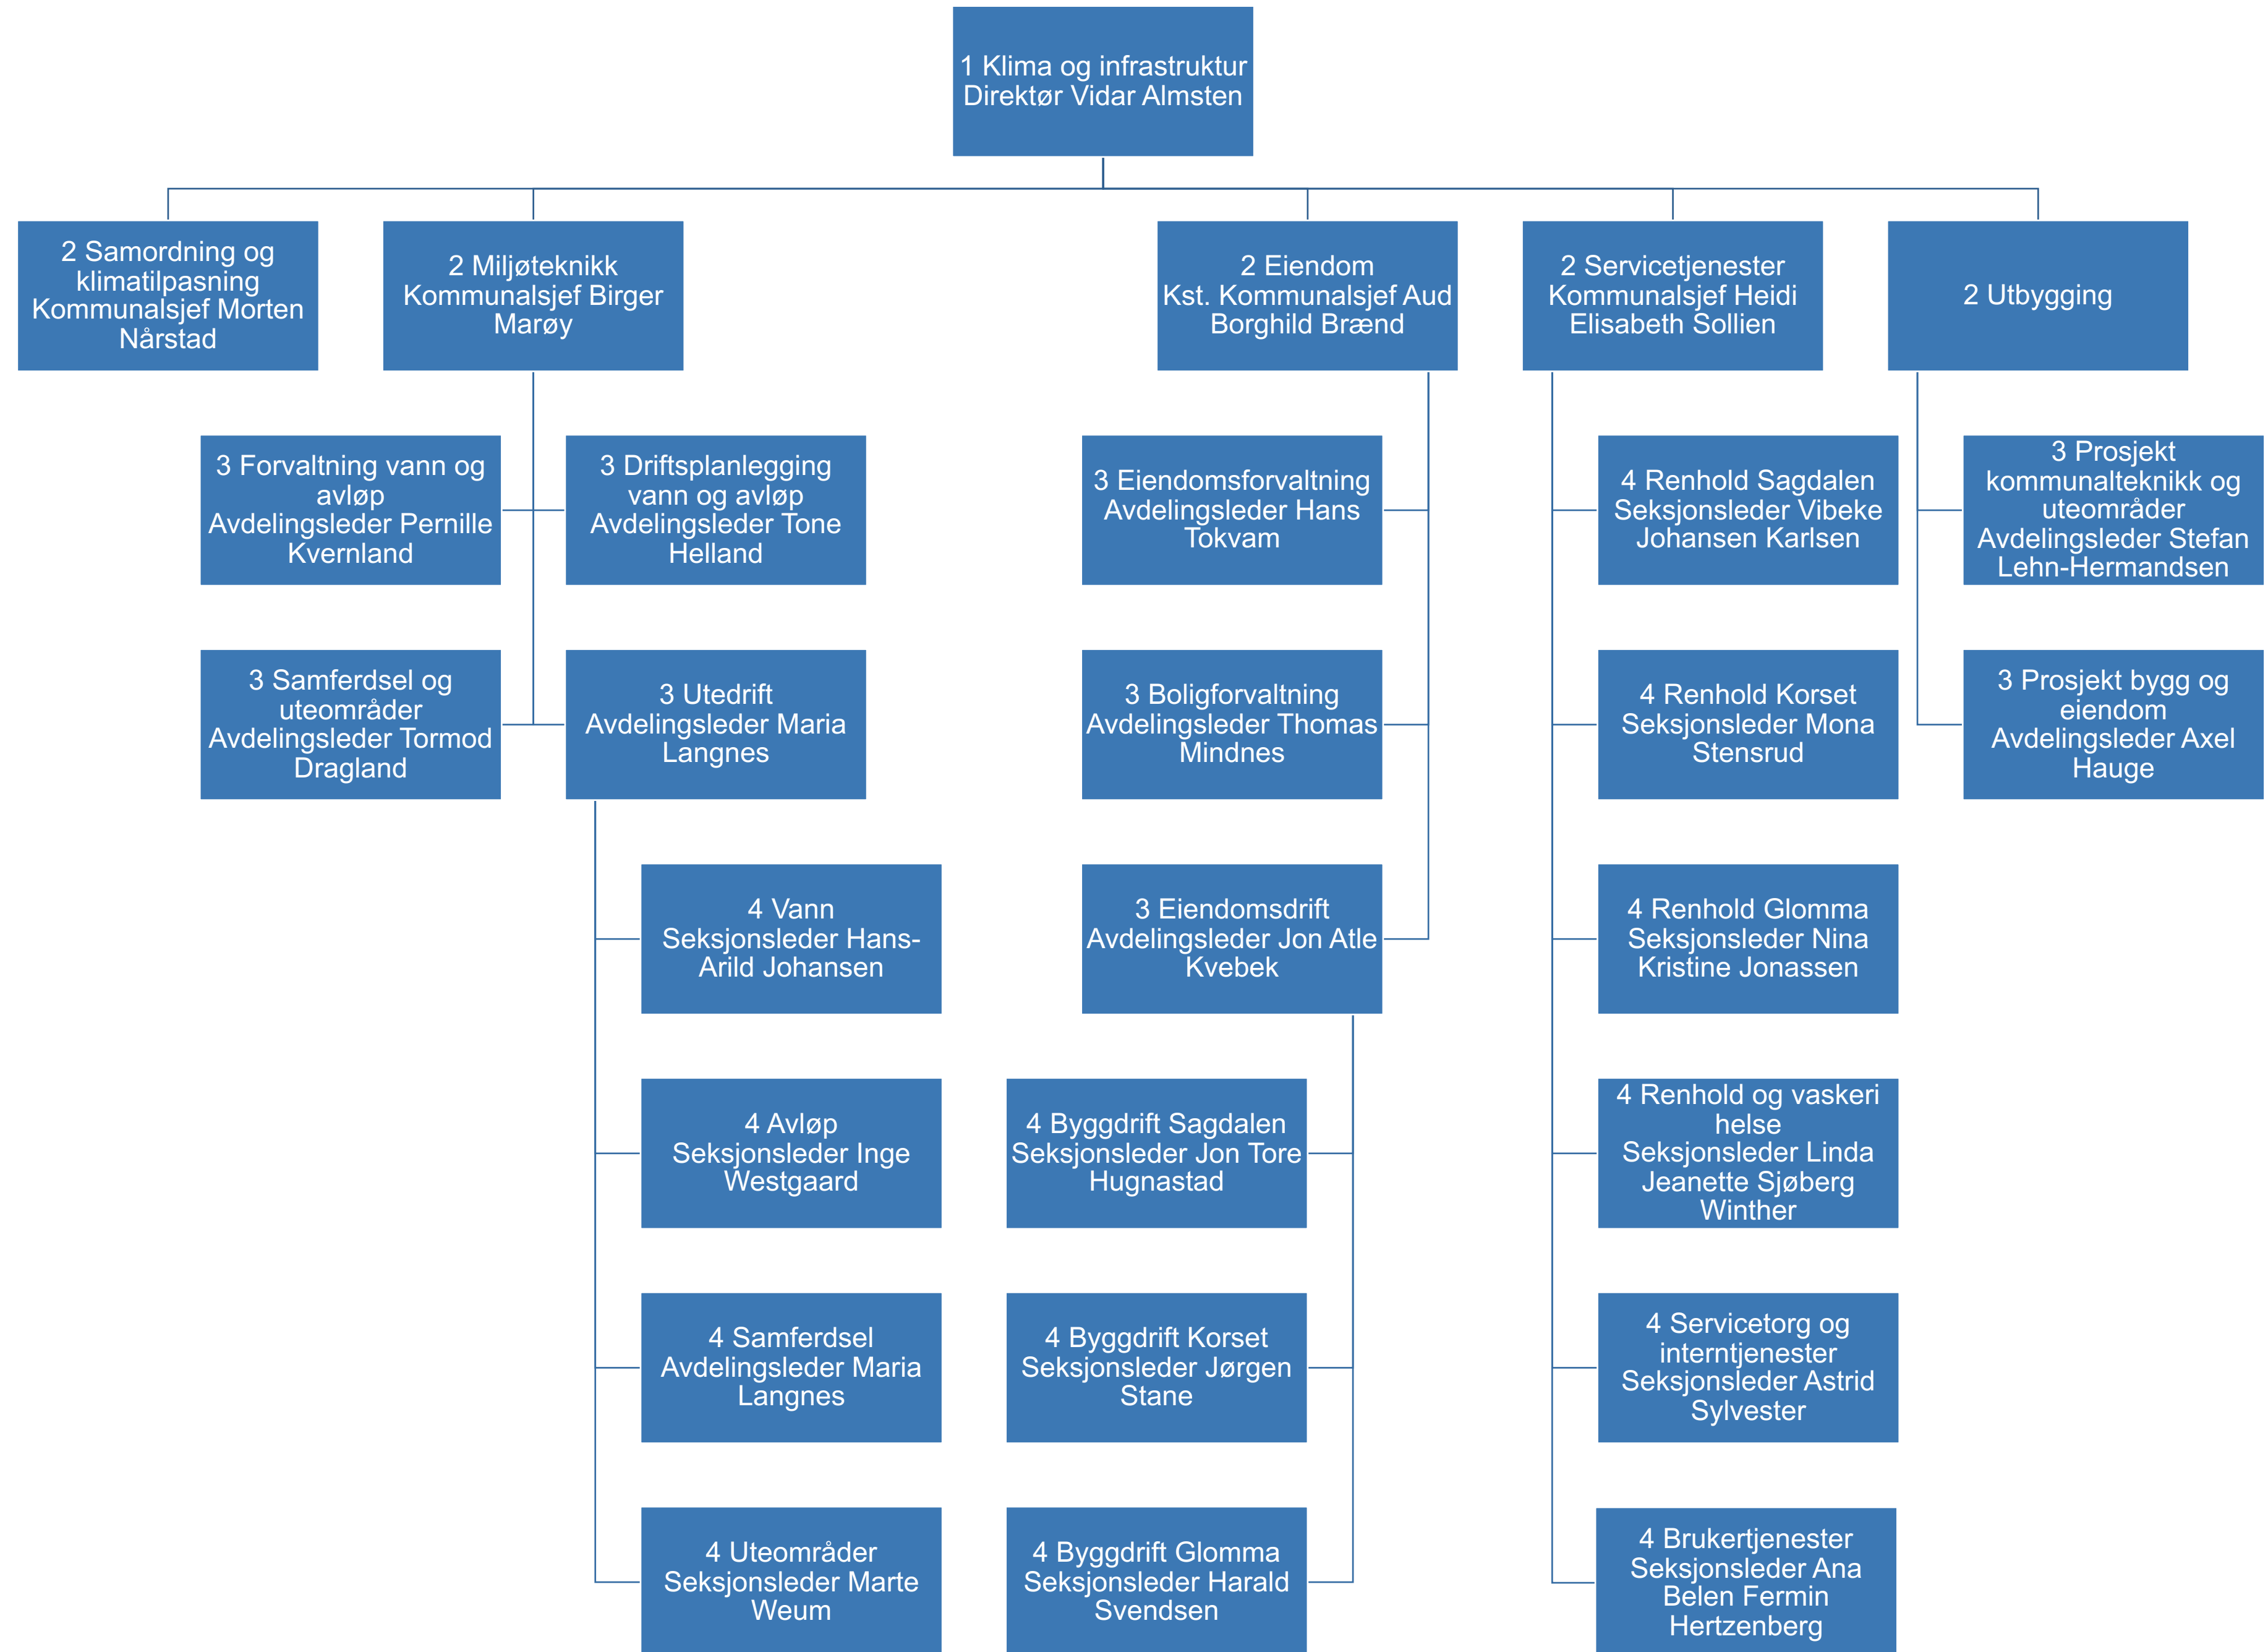 1 Klima og infrastruktur
Direktør Vidar Almsten
2 Samordning og
klimatilpasning
Kommunalsjef Morten
Nårstad
2 Miljøteknikk
Kommunalsjef Birger
Marøy
2 Eiendom
Kst. Kommunalsjef Aud
Borghild Brænd
2 Servicetjenester
Kommunalsjef Heidi
Elisabeth Sollien
2 Utbygging
3 Forvaltning vann og
avløp
Avdelingsleder Pernille
Kvernland
3 Driftsplanlegging
vann og avløp
Avdelingsleder Tone
Helland
3 Eiendomsforvaltning
Avdelingsleder Hans
Tokvam
4 Renhold Sagdalen
Seksjonsleder Vibeke
Johansen Karlsen
3 Prosjekt
kommunalteknikk og
uteområder
Avdelingsleder Stefan
Lehn-Hermandsen
3 Samferdsel og
uteområder
Avdelingsleder Tormod
Dragland
3 Utedrift
Avdelingsleder Maria
Langnes
3 Boligforvaltning
Avdelingsleder Thomas
Mindnes
4 Renhold Korset
Seksjonsleder Mona
Stensrud
3 Prosjekt bygg og
eiendom
Avdelingsleder Axel
Hauge
4 Vann
Seksjonsleder Hans-
Arild Johansen
3 Eiendomsdrift
Avdelingsleder Jon Atle
Kvebek
4 Renhold Glomma
Seksjonsleder Nina
Kristine Jonassen
4 Avløp
Seksjonsleder Inge
Westgaard
4 Byggdrift Sagdalen
Seksjonsleder Jon Tore
Hugnastad
4 Renhold og vaskeri
helse
Seksjonsleder Linda
Jeanette Sjøberg
Winther
4 Samferdsel
Avdelingsleder Maria
Langnes
4 Byggdrift Korset
Seksjonsleder Jørgen
Stane
4 Servicetorg og
interntjenester
Seksjonsleder Astrid
Sylvester
4 Uteområder
Seksjonsleder Marte
Weum
4 Byggdrift Glomma
Seksjonsleder Harald
Svendsen
4 Brukertjenester
Seksjonsleder Ana
Belen Fermin
Hertzenberg